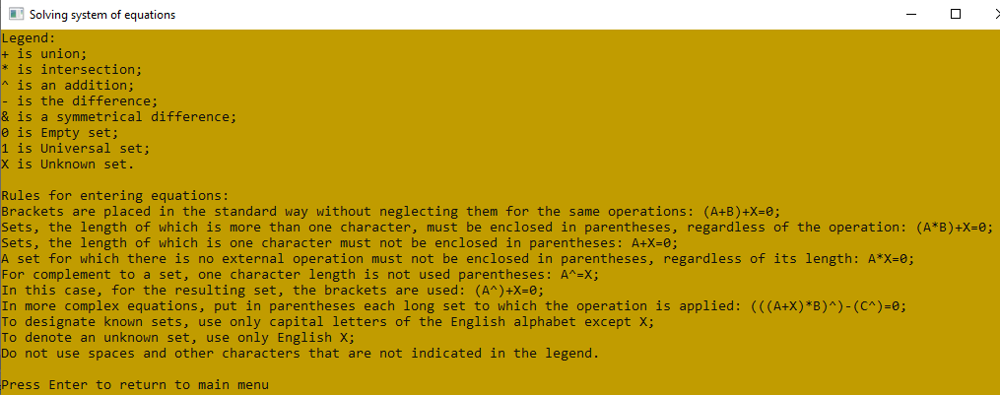 Solving system of equations
Legend:
+ is union;
* is intersection;
^ is an addition;
- is the difference;
& is a symmetrical difference;
0 is Empty set;
1 is Universal set;
X is Unknown set.
Rules for entering equations:
Brackets are placed in the standard way without neglecting them for the same operations: (A+B)+X=0;
Sets, the length of which is more than one character, must be enclosed in parentheses, regardless of the operation: (A*B)+X=0;
Sets, the length of which is one character must not be enclosed in parentheses: A+X=0;
A set for which there is no external operation must not be enclosed in parentheses, regardless of its length: A*X=0;
For complement to a set, one character length is not used parentheses: A^=X;
In this case, for the resulting set, the brackets are used: (A^)+X=0;
In more complex equations, put in parentheses each long set to which the operation is applied: (((A+X)*B)^)-(C^)=0;
To designate known sets, use only capital letters of the English alphabet except X;
To denote an unknown set, use only English X;
Do not use spaces and other characters that are not indicated in the legend.
Press Enter to return to main menu